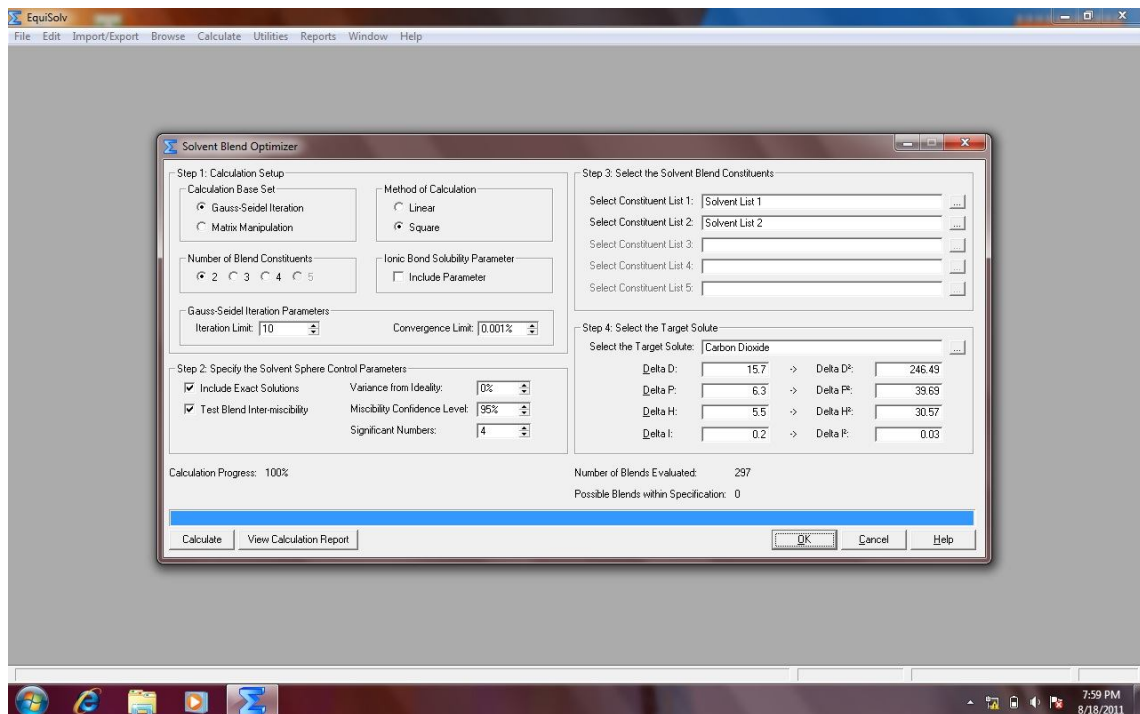 EquiSolv
File Edit Import/Export Browse Calculate Utilities Reports Window Help
Solvent Blend Optimizer
Step 1: Calculation Setup
Calculation Base Set
Gauss-Seidel Iteration
Matrix Manipulation
Method of Calculation
Linear
Square
Number of Blend Constituents
2 3 4 5
Ionic Bond Solubility Parameter
Include Parameter
Gauss-Seidel Iteration Parameters
Iteration Limit: 10 Convergence Limit: 0.001%
Step 2: Specify the Solvent Sphere Control Parameters
Include Exact Solutions Variance from Ideality: 0%
Test Blend Inter-miscibility Miscibility Confidence Level: 95%
Significant Numbers: 4
Step 3: Select the Solvent Blend Constituents
Select Constituent List 1: Solvent List 1 ...
Select Constituent List 2: Solvent List 2 ...
Select Constituent List 3: ...
Select Constituent List 4: ...
Select Constituent List 5: ...
Step 4: Select the Target Solute
Select the Target Solute: Carbon Dioxide ...
Delta D: 15.7 -> Delta D²: 246.49
Delta P: 6.3 -> Delta P²: 39.69
Delta H: 5.5 -> Delta H²: 30.57
Delta I: 0.2 -> Delta I²: 0.03
Calculation Progress: 100%
Number of Blends Evaluated: 297
Possible Blends within Specification: 0
Calculate View Calculation Report OK Cancel Help
7:59 PM
8/18/2011